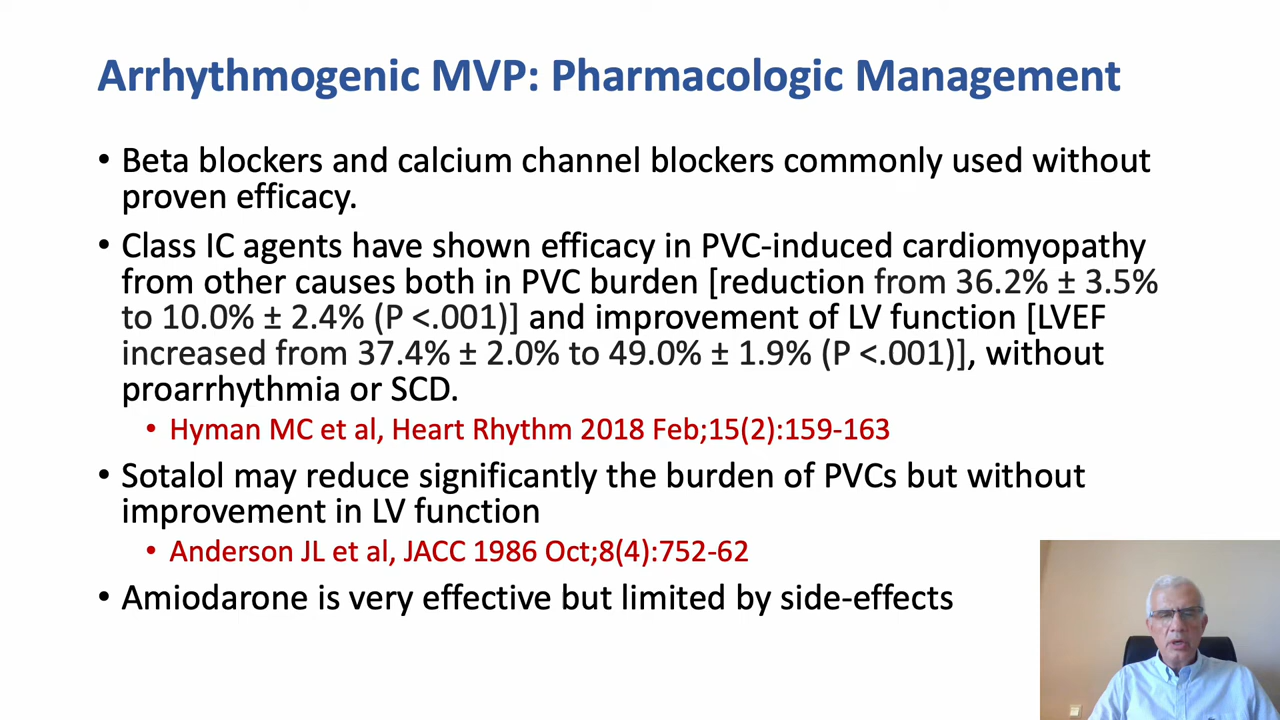 Arrhythmogenic MVP: Pharmacologic Management
• Beta blockers and calcium channel blockers commonly used without
proven efficacy.
• Class IC agents have shown efficacy in PVC-induced cardiomyopathy
from other causes both in PVC burden [reduction from 36.2% ± 3.5%
to 10.0% ± 2.4% (P <.001)] and improvement of LV function [LVEF
increased from 37.4% ± 2.0% to 49.0% ± 1.9% (P <.001)], without
proarrhythmia or SCD.
• Hyman MC et al, Heart Rhythm 2018 Feb;15(2):159-163
• Sotalol may reduce significantly the burden of PVCs but without
improvement in LV function
• Anderson JL et al, JACC 1986 Oct;8(4):752-62
• Amiodarone is very effective but limited by side-effects